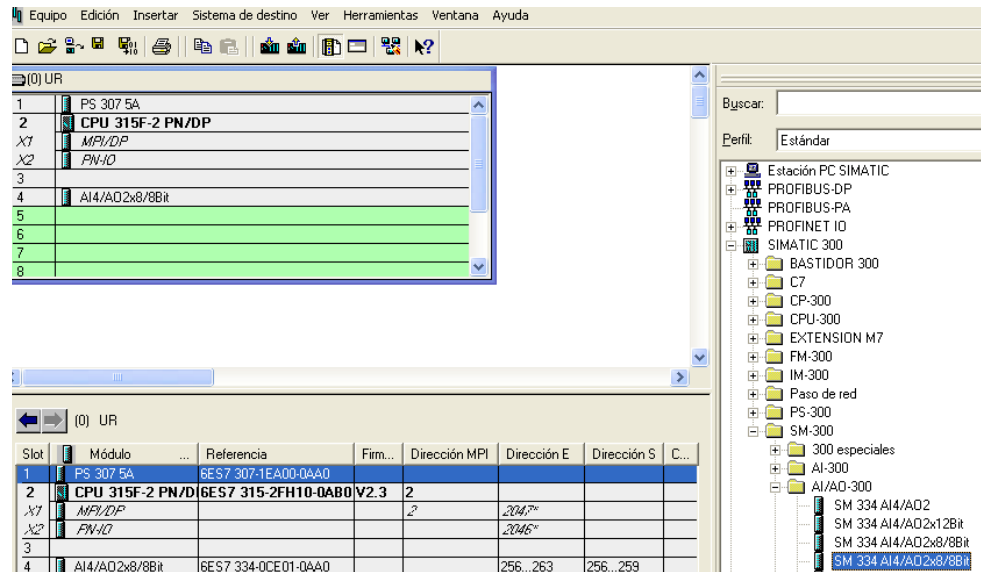 Equipo Edición Insertar Sistema de destino Ver Herramientas Ventana Ayuda
(0) UR
1 PS 307 5A
2 CPU 315F-2 PN/DP
X1 MPI/DP
X2 PN-IO
3
4 AI4/AO2x8/8Bit
5
6
7
8
Buscar:
Perfil: Estándar
Estación PC SIMATIC
PROFIBUS-DP
PROFIBUS-PA
PROFINET IO
SIMATIC 300
BASTIDOR 300
C7
CP-300
CPU-300
EXTENSION M7
FM-300
IM-300
Paso de red
PS-300
SM-300
300 especiales
AI-300
AI/AO-300
SM 334 AI4/AO2
SM 334 AI4/AO2x12Bit
SM 334 AI4/AO2x8/8Bit
SM 334 AI4/AO2x8/8Bit
(0) UR
Slot Módulo ... Referencia Firm... Dirección MPI Dirección E Dirección S C...
1 PS 307 5A 6ES7 307-1EA00-0AA0
2 CPU 315F-2 PN/D 6ES7 315-2FH10-0AB0 V2.3 2
X1 MPI/DP 2 2047*
X2 PN-IO 2046*
3
4 AI4/AO2x8/8Bit 6ES7 334-0CE01-0AA0 256...263 256...259